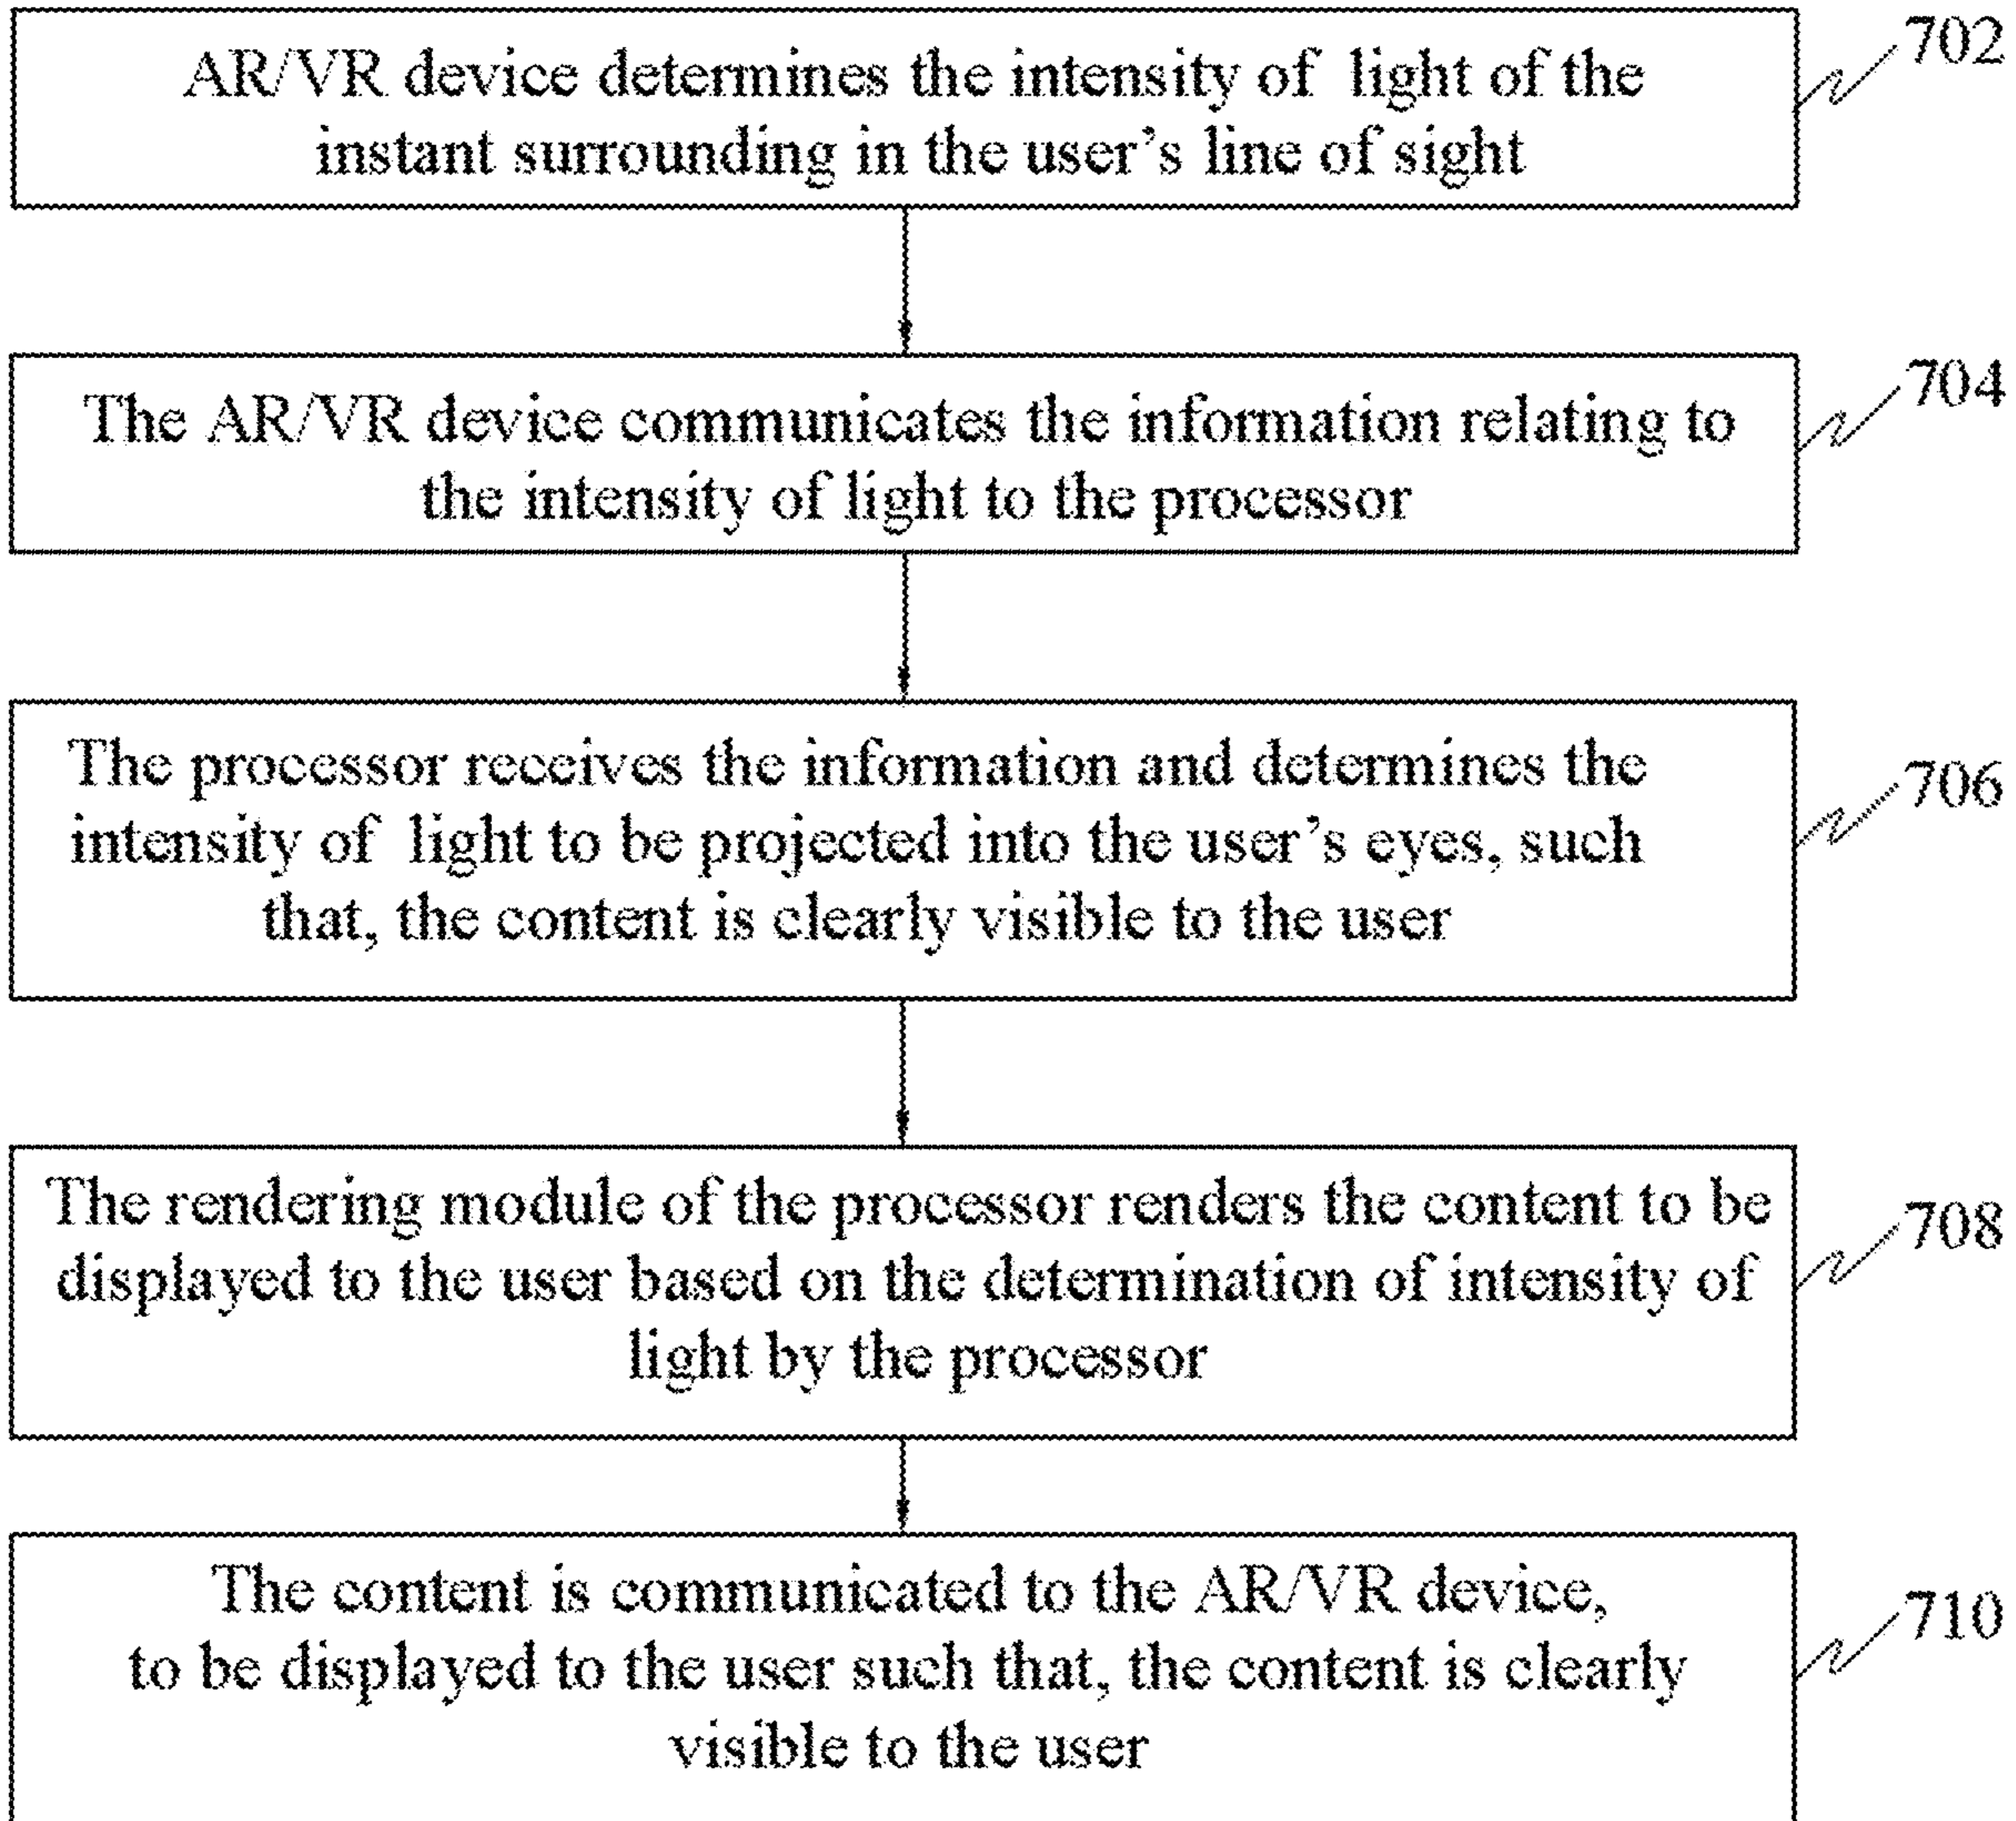 AR/VR device determines the intensity of light of the
instant surrounding in the user's line of sight
702
The AR/VR device communicates the information relating to
the intensity of light to the processor
704
The processor receives the information and determines the
intensity of light to be projected into the user's eyes, such
that, the content is clearly visible to the user
706
The rendering module of the processor renders the content to be
displayed to the user based on the determination of intensity of
light by the processor
708
The content is communicated to the AR/VR device,
to be displayed to the user such that, the content is clearly
visible to the user
710